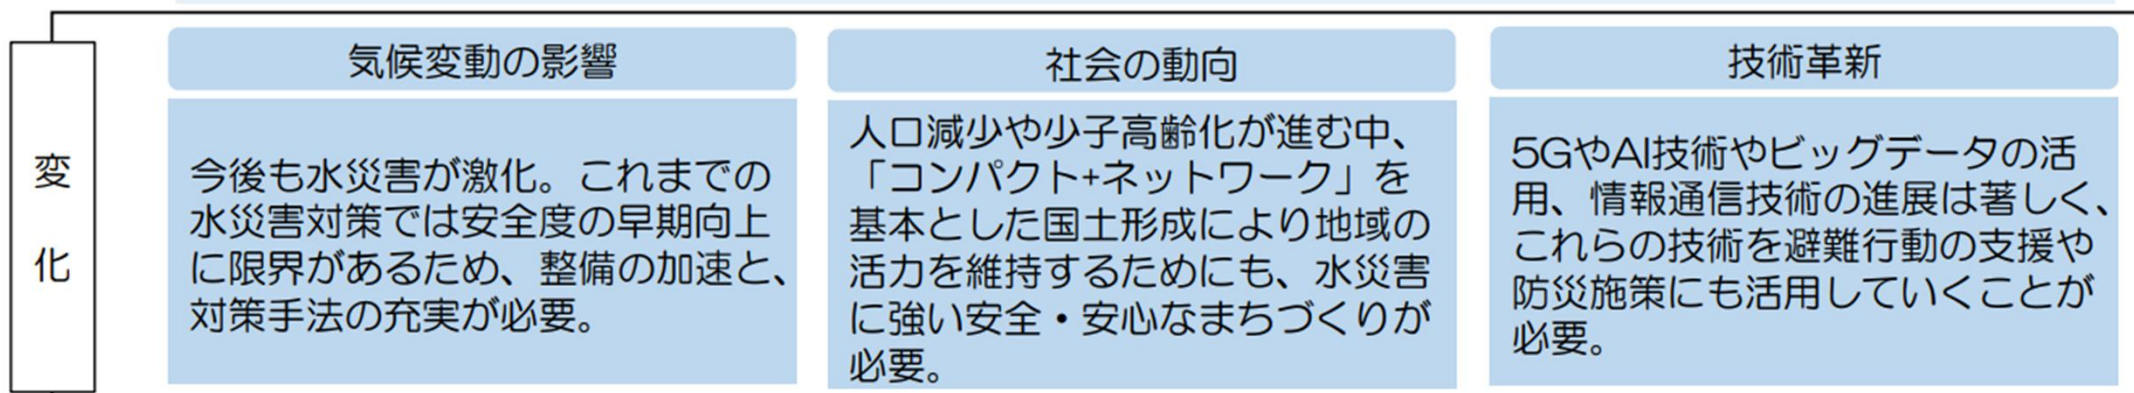 変
化
気候変動の影響
今後も水災害が激化。これまでの
水災害対策では安全度の早期向上
に限界があるため、整備の加速と、
対策手法の充実が必要。
社会の動向
人口減少や少子高齢化が進む中、
「コンパクト+ネットワーク」を
基本とした国土形成により地域の
活力を維持するためにも、水災害
に強い安全・安心なまちづくりが
必要。
技術革新
5GやAI技術やビッグデータの活
用、情報通信技術の進展は著しく、
これらの技術を避難行動の支援や
防災施策にも活用していくことが
必要。